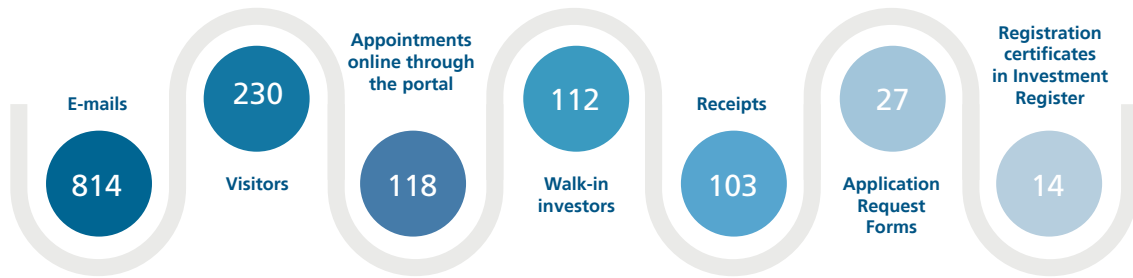 E-mails
814
230
Visitors
Appointments
online through
the portal
118
112
Walk-in
investors
Receipts
103
27
Application
Request
Forms
Registration
certificates
in Investment
Register
14